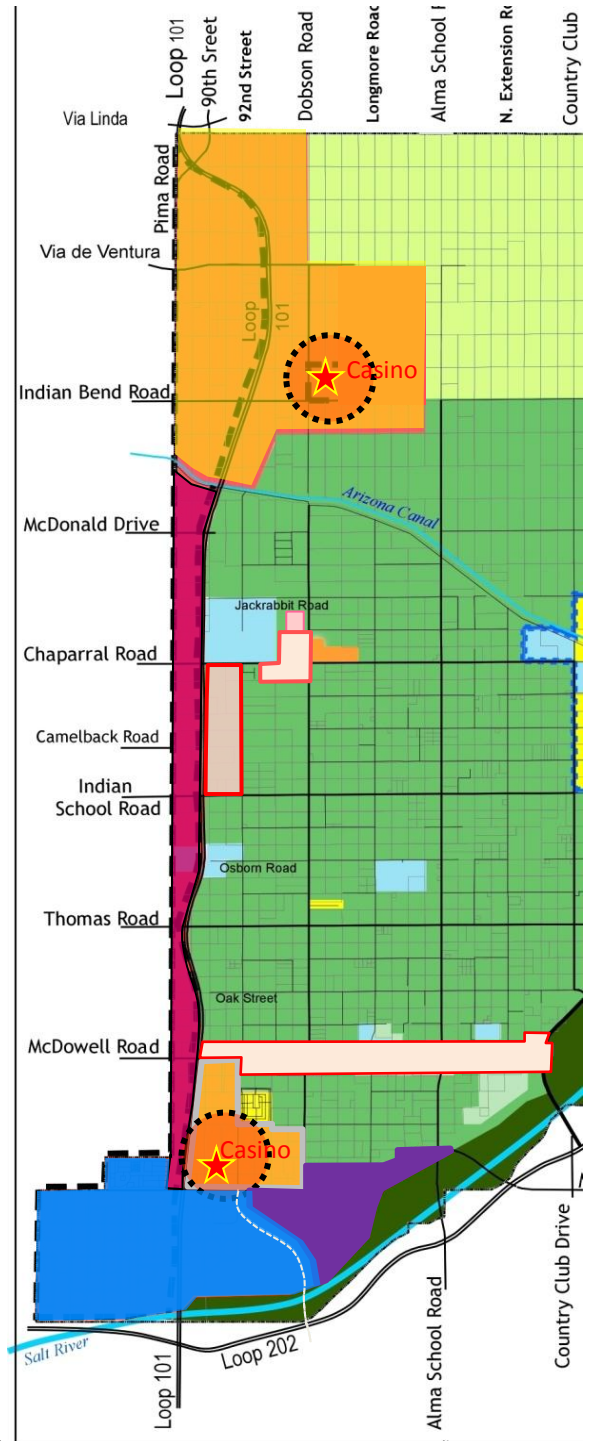 Loop 101
90th Sreet
92nd Street
Dobson Road
Longmore Road
Alma School
N. Extension
Country Club
Via Linda
Pima Road
Via de Ventura
Loop
101
Casino
Indian Bend Road
Arizona Canal
McDonald Drive
Jackrabbit Road
Chaparral Road
Camelback Road
Indian
School Road
Osborn Road
Thomas Road
Oak Street
McDowell Road
Casino
Salt River
Loop 101
Loop 202
Alma School Road
Country Club Drive